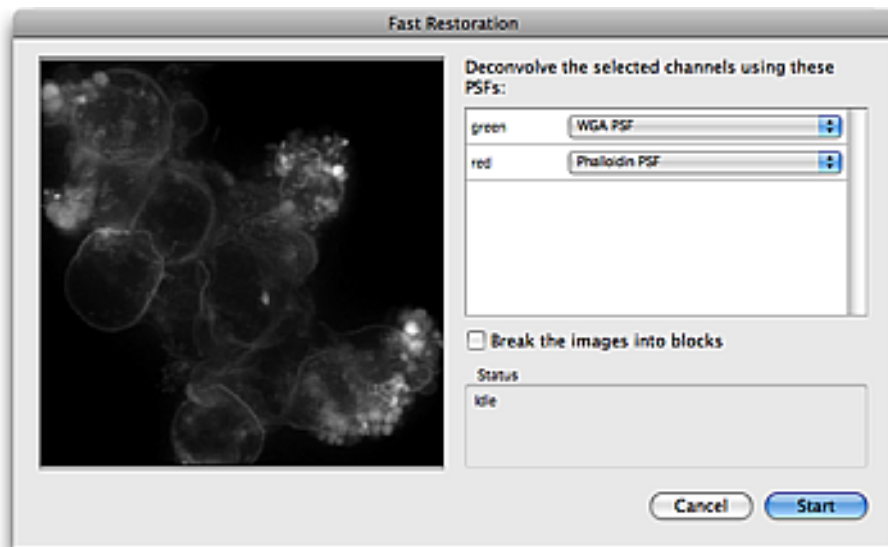 Fast Restoration
Deconvolve the selected channels using these
PSFs:
green WGA PSF
red Phalloidin PSF
Break the images into blocks
Status
Idle
Cancel Start